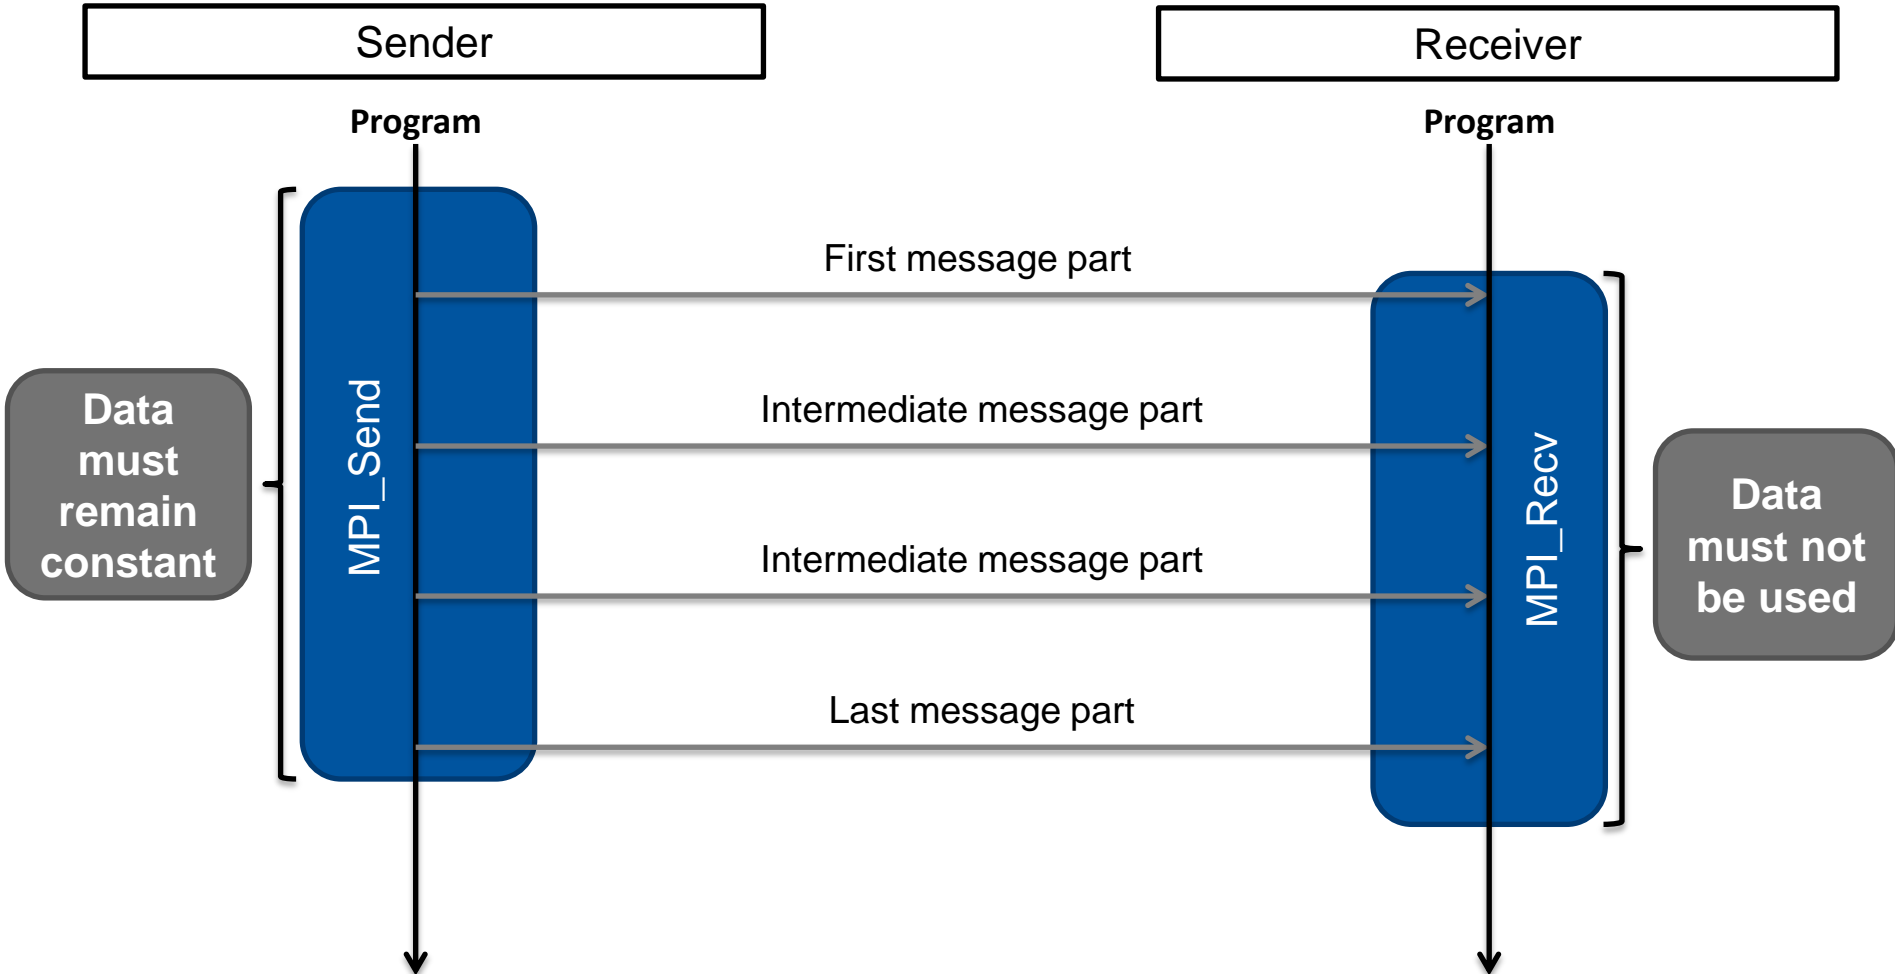 Sender
Receiver
Program
Program
First message part
Intermediate message part
Intermediate message part
Last message part
MPI_Send
MPI_Recv
Data
must
remain
constant
Data
must not
be used